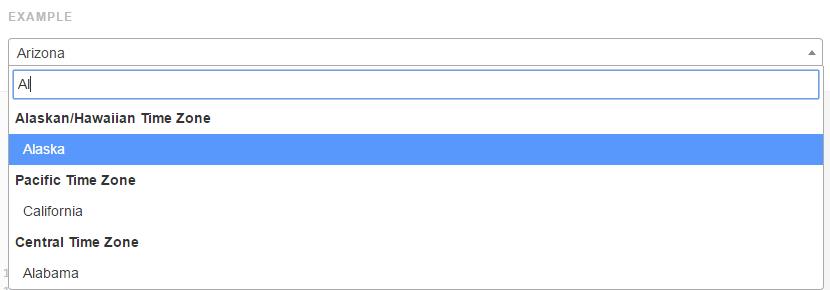 EXAMPLE
Arizona
Al
Alaskan/Hawaiian Time Zone
Alaska
Pacific Time Zone
California
Central Time Zone
Alabama